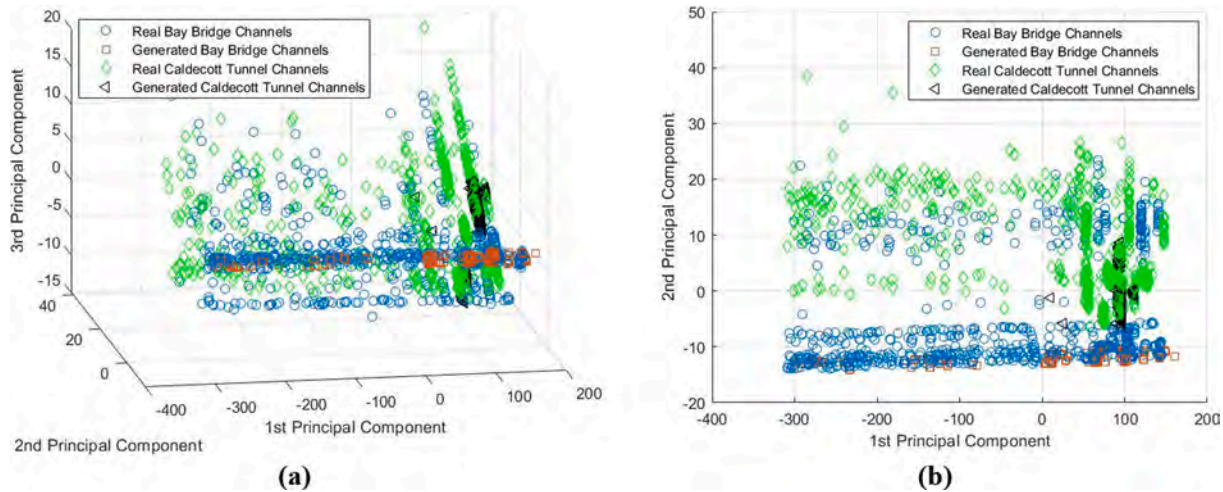 20
15
10
5
0
-5
-10
-15
3rd Principal Component
Real Bay Bridge Channels
Generated Bay Bridge Channels
Real Caldecott Tunnel Channels
Generated Caldecott Tunnel Channels
40
20
0
2nd Principal Component
-400
-300
-200
-100
0
100
200
1st Principal Component
(a)
50
40
30
20
10
0
-10
-20
2nd Principal Component
Real Bay Bridge Channels
Generated Bay Bridge Channels
Real Caldecott Tunnel Channels
Generated Caldecott Tunnel Channels
-400
-300
-200
-100
0
100
200
1st Principal Component
(b)